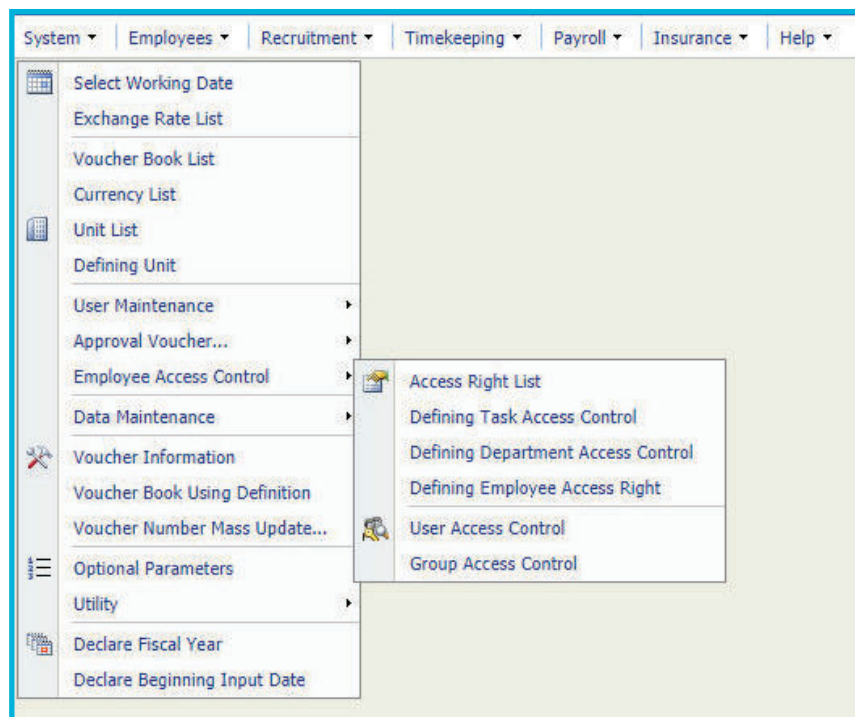 System Employees Recruitment Timekeeping Payroll Insurance Help
Select Working Date
Exchange Rate List
Voucher Book List
Currency List
Unit List
Defining Unit
User Maintenance
Approval Voucher...
Employee Access Control
Access Right List
Defining Task Access Control
Defining Department Access Control
Defining Employee Access Right
User Access Control
Group Access Control
Data Maintenance
Voucher Information
Voucher Book Using Definition
Voucher Number Mass Update...
Optional Parameters
Utility
Declare Fiscal Year
Declare Beginning Input Date